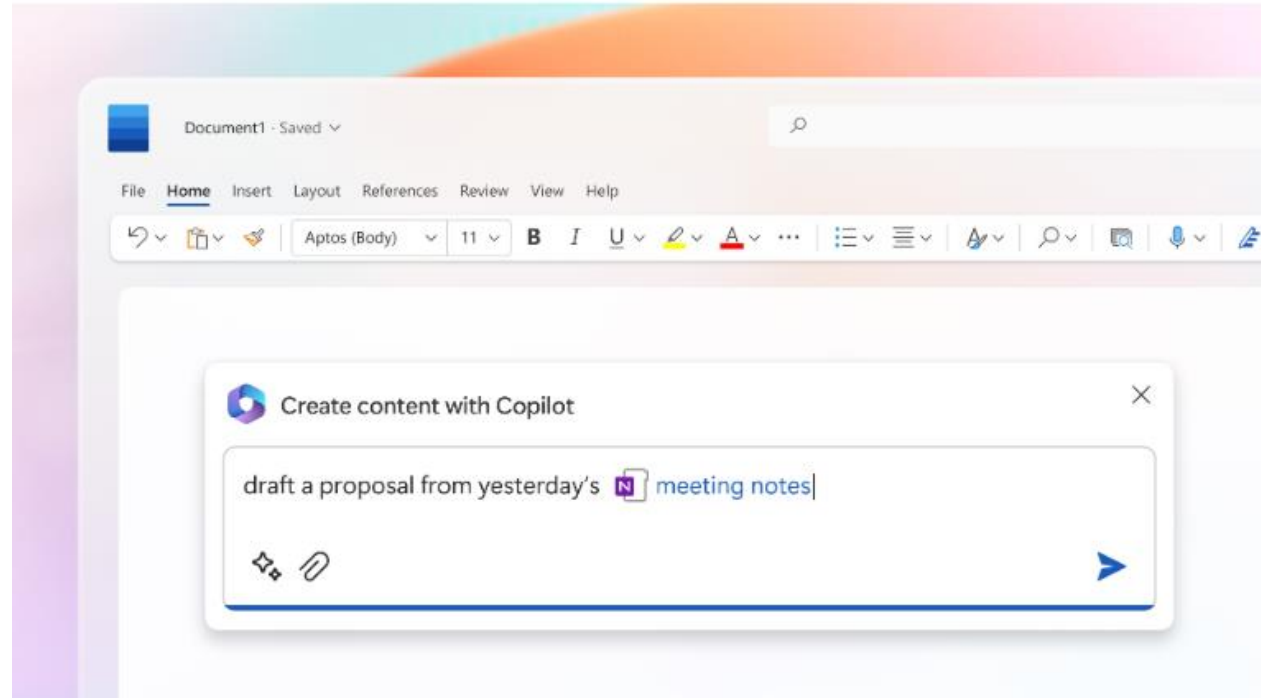 Document1 · Saved
File Home Insert Layout References Review View Help
Aptos (Body) 11 B I U A A
Create content with Copilot
draft a proposal from yesterday's N meeting notes